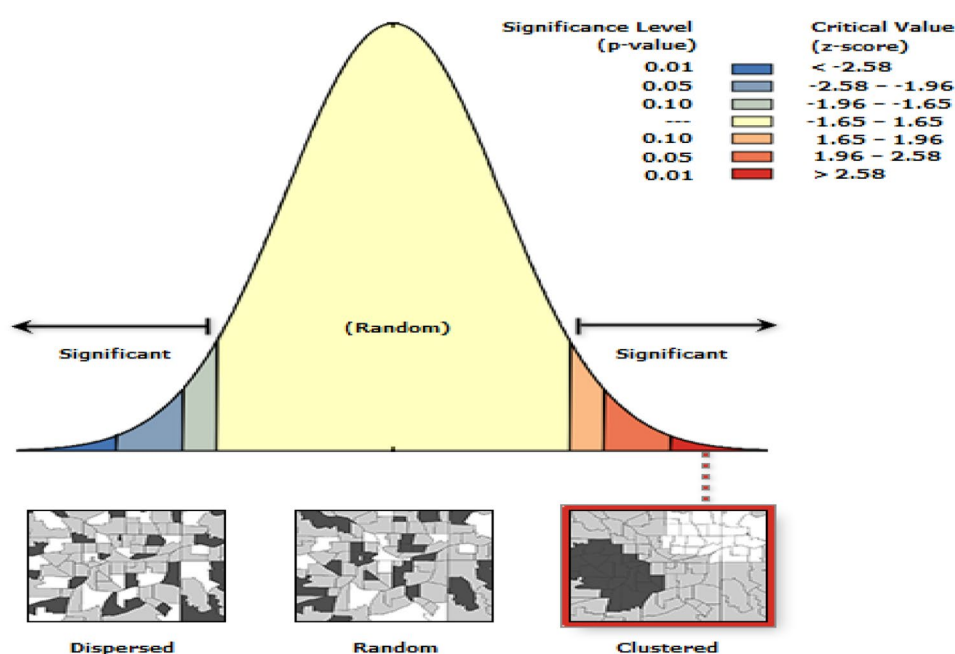 Significance Level Critical Value
(p-value) (z-score)
0.01 < -2.58
0.05 -2.58 – -1.96
0.10 -1.96 – -1.65
--- -1.65 – 1.65
0.10 1.65 – 1.96
0.05 1.96 – 2.58
0.01 > 2.58
(Random)
Significant Significant
Dispersed Random Clustered